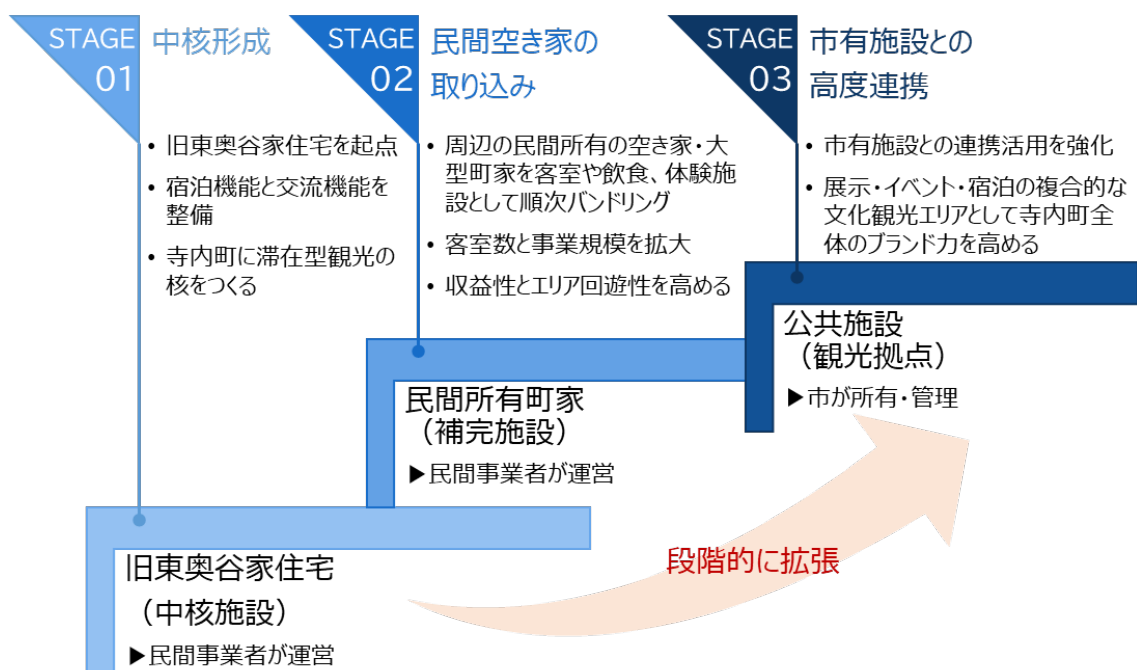 STAGE
01
中核形成
• 旧東奥谷家住宅を起点
• 宿泊機能と交流機能を
整備
• 寺内町に滞在型観光の
核をつくる
STAGE
02
民間空き家の
取り込み
• 周辺の民間所有の空き家・大
型町家を客室や飲食、体験施
設として順次バンドリング
• 客室数と事業規模を拡大
• 収益性とエリア回遊性を高める
STAGE
03
市有施設との
高度連携
• 市有施設との連携活用を強化
• 展示・イベント・宿泊の複合的な
文化観光エリアとして寺内町全
体のブランド力を高める
公共施設
（観光拠点）
▶市が所有・管理
民間所有町家
（補完施設）
▶民間事業者が運営
旧東奥谷家住宅
（中核施設）
▶民間事業者が運営
段階的に拡張